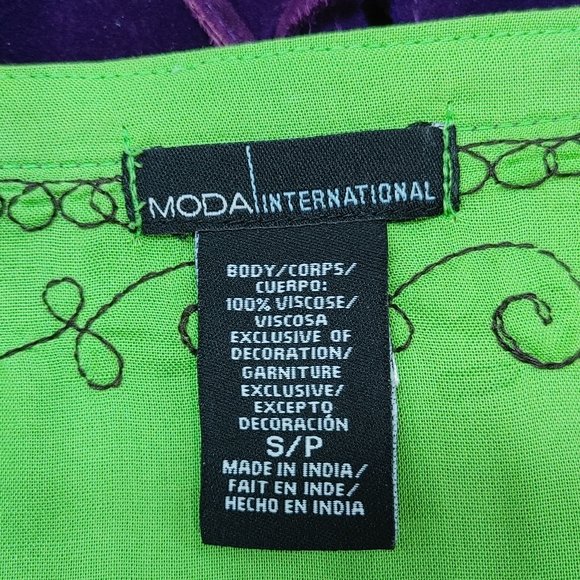 MODA INTERNATIONAL
BODY/CORPS/
CUERPO:
100% VISCOSE/
VISCOSA
EXCLUSIVE OF
DECORATION/
GARNITURE
EXCLUSIVE/
EXCEPTO
DECORACIÓN
S/P
MADE IN INDIA/
FAIT EN INDE/
HECHO EN INDIA